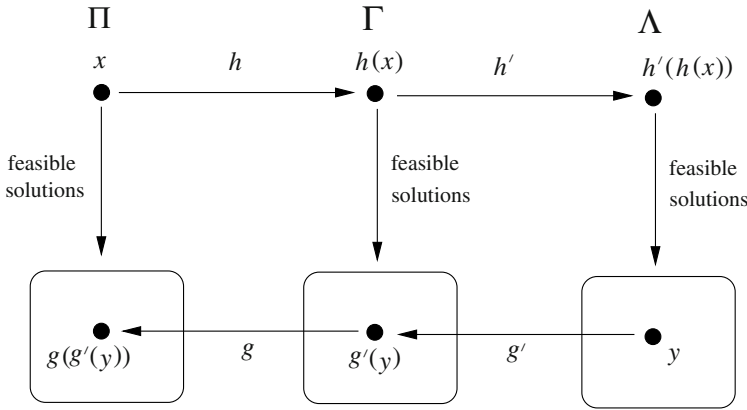 Π Γ Λ
x h h(x) h′ h′(h(x))
feasible
solutions
feasible
solutions
feasible
solutions
g(g′(y)) g g′(y) g′ y